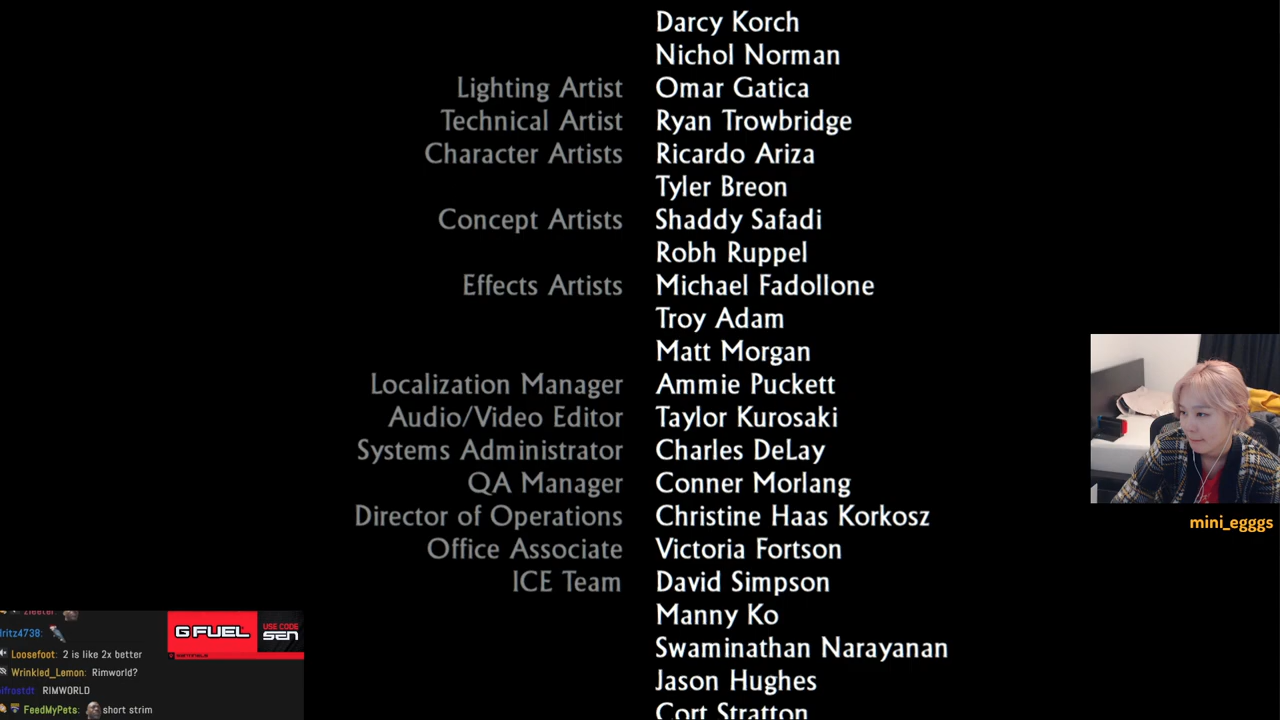 Darcy Korch
Nichol Norman
Lighting Artist Omar Gatica
Technical Artist Ryan Trowbridge
Character Artists Ricardo Ariza
Tyler Breon
Concept Artists Shaddy Safadi
Robh Ruppel
Effects Artists Michael Fadollone
Troy Adam
Matt Morgan
Localization Manager Ammie Puckett
Audio/Video Editor Taylor Kurosaki
Systems Administrator Charles DeLay
QA Manager Conner Morlang
Director of Operations Christine Haas Korkosz
Office Associate Victoria Fortson
ICE Team David Simpson
Manny Ko
Swaminathan Narayanan
Jason Hughes
Cort Stratton
mini_egggs
Loosefoot: 2 is like 2x better
Wrinkled_Lemon: Rimworld?
RIMWORLD
FeedMyPets: short strim
G FUEL
USE CODE
SEN